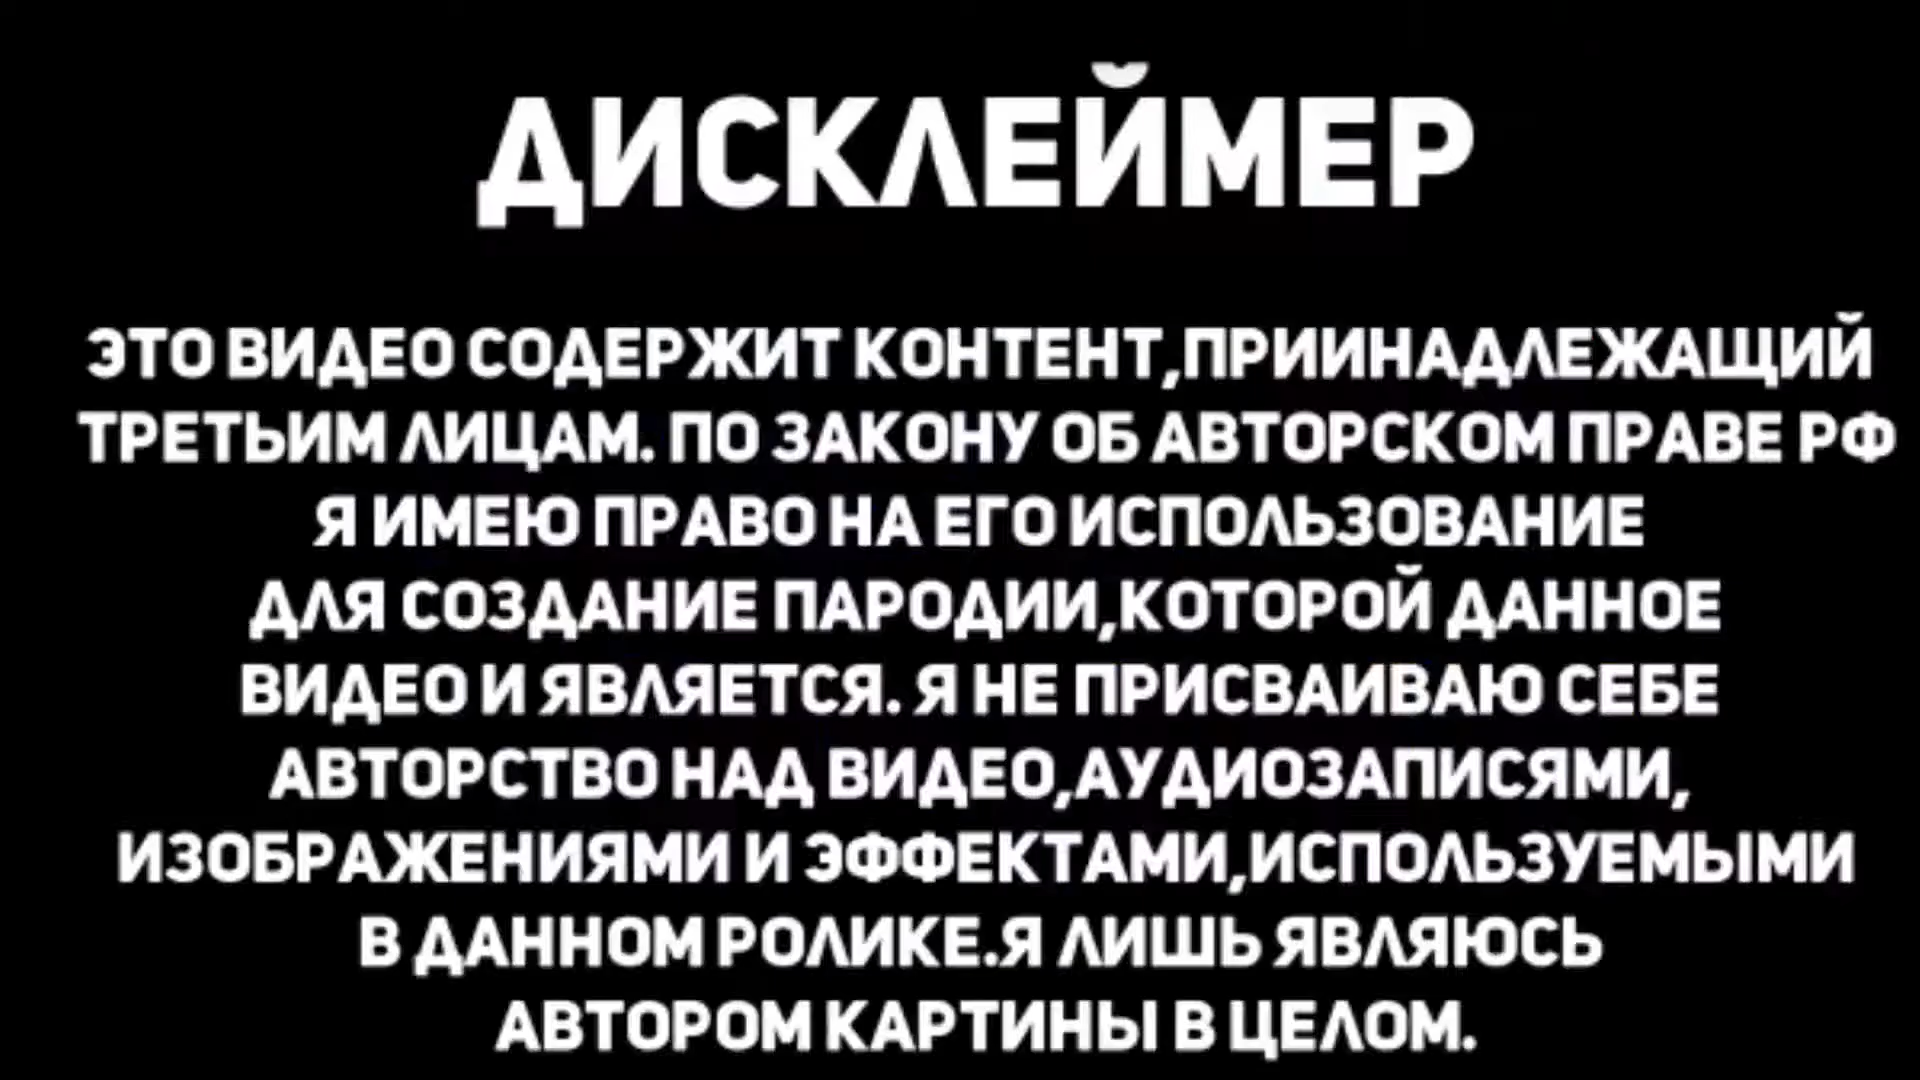 ДИСКЛЕЙМЕР
ЭТО ВИДЕО СОДЕРЖИТ КОНТЕНТ,ПРИИНАДЛЕЖАЩИЙ
ТРЕТЬИМ ЛИЦАМ. ПО ЗАКОНУ ОБ АВТОРСКОМ ПРАВЕ РФ
Я ИМЕЮ ПРАВО НА ЕГО ИСПОЛЬЗОВАНИЕ
ДЛЯ СОЗДАНИЕ ПАРОДИИ,КОТОРОЙ ДАННОЕ
ВИДЕО И ЯВЛЯЕТСЯ. Я НЕ ПРИСВАИВАЮ СЕБЕ
АВТОРСТВО НАД ВИДЕО,АУДИОЗАПИСЯМИ,
ИЗОБРАЖЕНИЯМИ И ЭФФЕКТАМИ,ИСПОЛЬЗУЕМЫМИ
В ДАННОМ РОЛИКЕ.Я ЛИШЬ ЯВЛЯЮСЬ
АВТОРОМ КАРТИНЫ В ЦЕЛОМ.